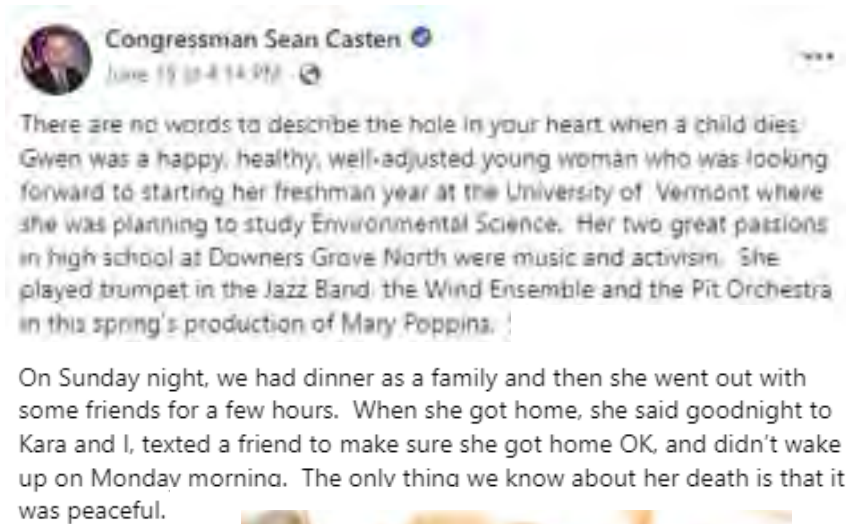 Congressman Sean Casten
June 15 at 4:14 PM
There are no words to describe the hole in your heart when a child dies.
Gwen was a happy, healthy, well-adjusted young woman who was looking
forward to starting her freshman year at the University of Vermont where
she was planning to study Environmental Science. Her two great passions
in high school at Downers Grove North were music and activism. She
played trumpet in the Jazz Band, the Wind Ensemble and the Pit Orchestra
in this spring's production of Mary Poppins.
On Sunday night, we had dinner as a family and then she went out with
some friends for a few hours. When she got home, she said goodnight to
Kara and I, texted a friend to make sure she got home OK, and didn't wake
up on Monday morning. The only thing we know about her death is that it
was peaceful.